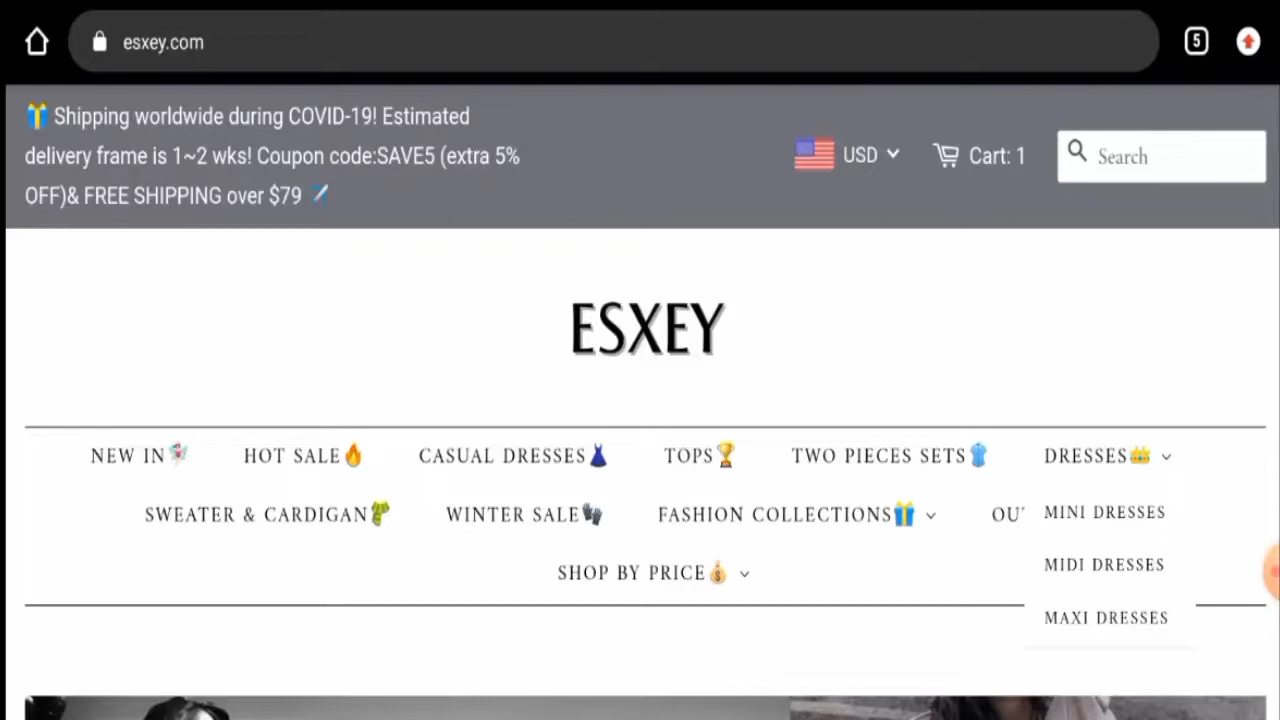 esxey.com
5
Shipping worldwide during COVID-19! Estimated
delivery frame is 1~2 wks! Coupon code:SAVE5 (extra 5%
OFF)& FREE SHIPPING over $79
USD
Cart: 1
Search
ESXEY
NEW IN HOT SALE CASUAL DRESSES TOPS TWO PIECES SETS DRESSES
SWEATER & CARDIGAN WINTER SALE FASHION COLLECTIONS MINI DRESSES
MIDI DRESSES
SHOP BY PRICE
MAXI DRESSES